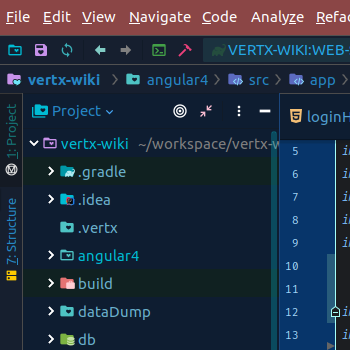 File Edit View Navigate Code Analyze Refa
VERTX-WIKI:WEB-
vertx-wiki angular4 src app
1: Project
7: Structure
Project
vertx-wiki ~/workspace/vertx-w
.gradle
.idea
.vertx
angular4
build
dataDump
db
loginH
5 i
6 i
7 i
8 i
9 i
10
11
12 i
13 i